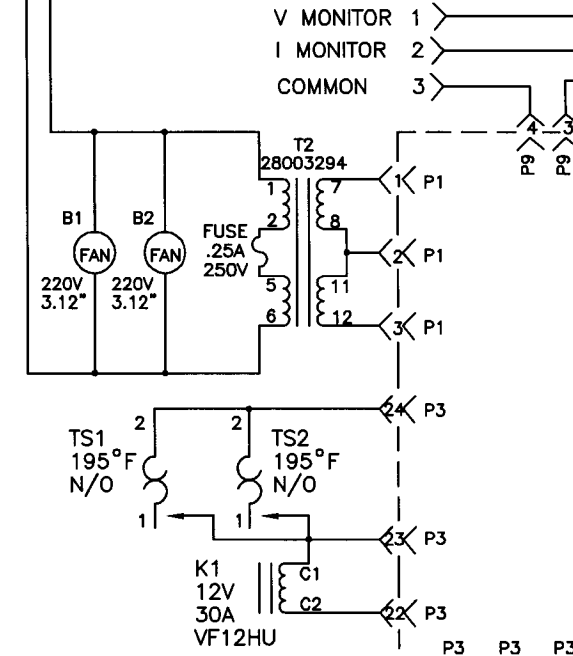 V MONITOR 1
I MONITOR 2
COMMON 3
4 3
P9 P9
T2
28003294
1 7 1 P1
B1 B2
2 8
FUSE
.25A
250V
FAN FAN
2 P1
220V 220V
3.12" 3.12"
5 11
6 12 3 P1
24 P3
2 2
TS1 TS2
195°F 195°F
N/O N/O
1 1
23 P3
K1
12V
30A
VF12HU
C1
C2
22 P3
P3 P3 P3